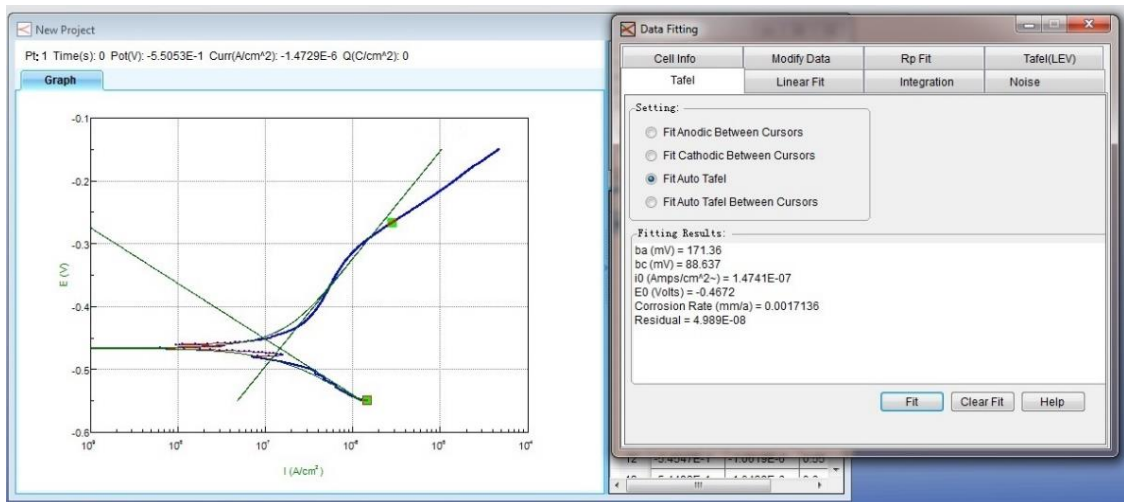 New Project
Pt: 1 Time(s): 0 Pot(V): -5.5053E-1 Curr(A/cm^2): -1.4729E-6 Q(C/cm^2): 0
Graph
-0.1
-0.2
-0.3
-0.4
-0.5
-0.6
E (V)
I (A/cm²)
Data Fitting
Cell Info Modify Data Rp Fit Tafel(LEV)
Tafel Linear Fit Integration Noise
Setting:
Fit Anodic Between Cursors
Fit Cathodic Between Cursors
Fit Auto Tafel
Fit Auto Tafel Between Cursors
Fitting Results:
ba (mV) = 171.36
bc (mV) = 88.637
i0 (Amps/cm^2~) = 1.4741E-07
E0 (Volts) = -0.4672
Corrosion Rate (mm/a) = 0.0017136
Residual = 4.989E-08
Fit Clear Fit Help